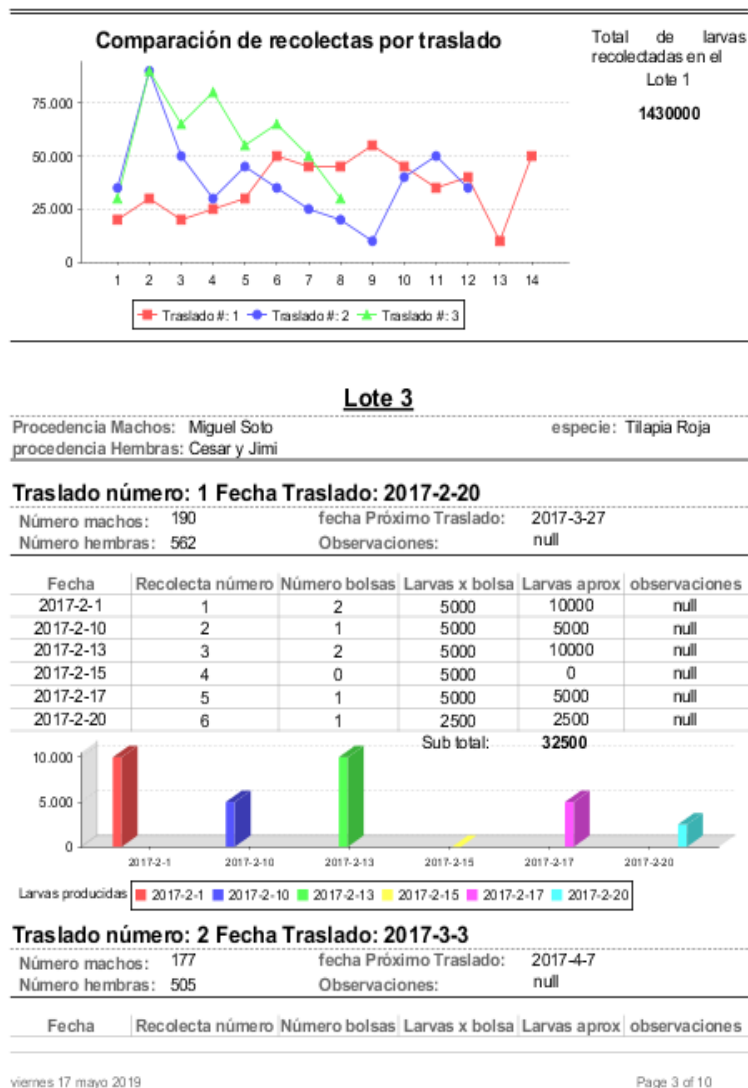 Comparación de recolectas por traslado
Total de larvas
recolectadas en el
Lote 1
1430000
75.000
50.000
25.000
0
1 2 3 4 5 6 7 8 9 10 11 12 13 14
Traslado #: 1 Traslado #: 2 Traslado #: 3
Lote 3
Procedencia Machos: Miguel Soto especie: Tilapia Roja
procedencia Hembras: Cesar y Jimi
Traslado número: 1 Fecha Traslado: 2017-2-20
Número machos: 190 fecha Próximo Traslado: 2017-3-27
Número hembras: 562 Observaciones: null
Fecha Recolecta número Número bolsas Larvas x bolsa Larvas aprox observaciones
2017-2-1 1 2 5000 10000 null
2017-2-10 2 1 5000 5000 null
2017-2-13 3 2 5000 10000 null
2017-2-15 4 0 5000 0 null
2017-2-17 5 1 5000 5000 null
2017-2-20 6 1 2500 2500 null
Sub total: 32500
10.000
5.000
0
2017-2-1 2017-2-10 2017-2-13 2017-2-15 2017-2-17 2017-2-20
Larvas producidas 2017-2-1 2017-2-10 2017-2-13 2017-2-15 2017-2-17 2017-2-20
Traslado número: 2 Fecha Traslado: 2017-3-3
Número machos: 177 fecha Próximo Traslado: 2017-4-7
Número hembras: 505 Observaciones: null
Fecha Recolecta número Número bolsas Larvas x bolsa Larvas aprox observaciones
viernes 17 mayo 2019 Page 3 of 10